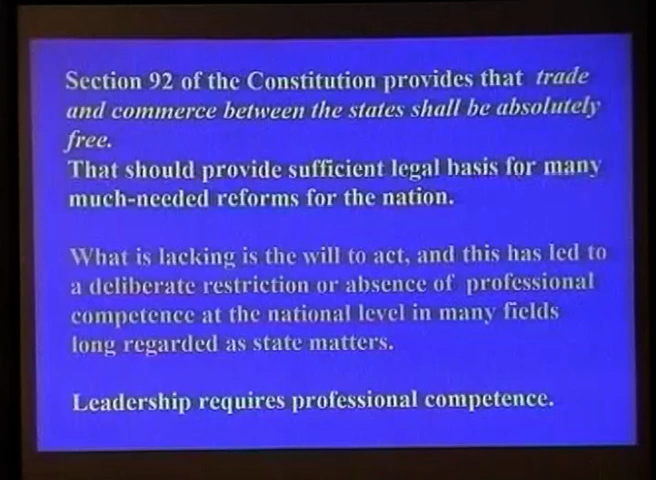 Section 92 of the Constitution provides that trade
and commerce between the states shall be absolutely
free.
That should provide sufficient legal basis for many
much-needed reforms for the nation.
What is lacking is the will to act, and this has led to
a deliberate restriction or absence of professional
competence at the national level in many fields
long regarded as state matters.
Leadership requires professional competence.